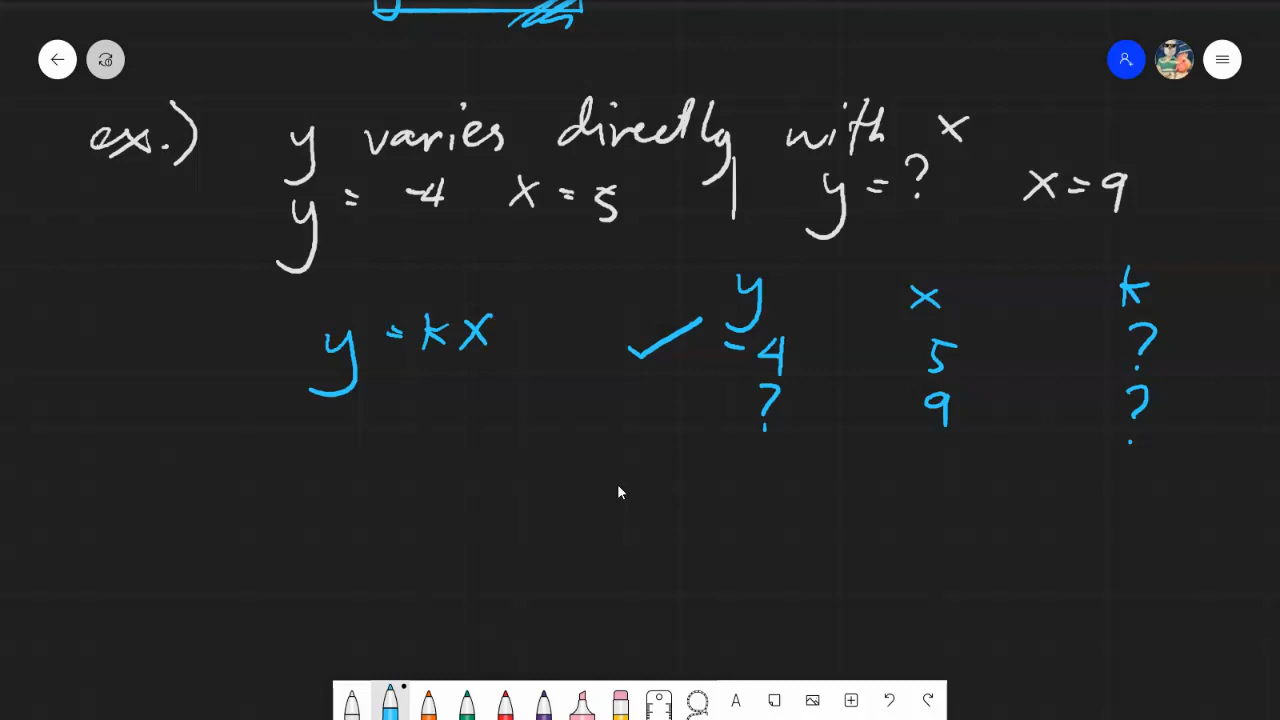 ex.) y varies directly with x
y = -4 x = 5 | y = ? x = 9
y = kx
y x k
✓ -4 5 ?
? 9 ?
A